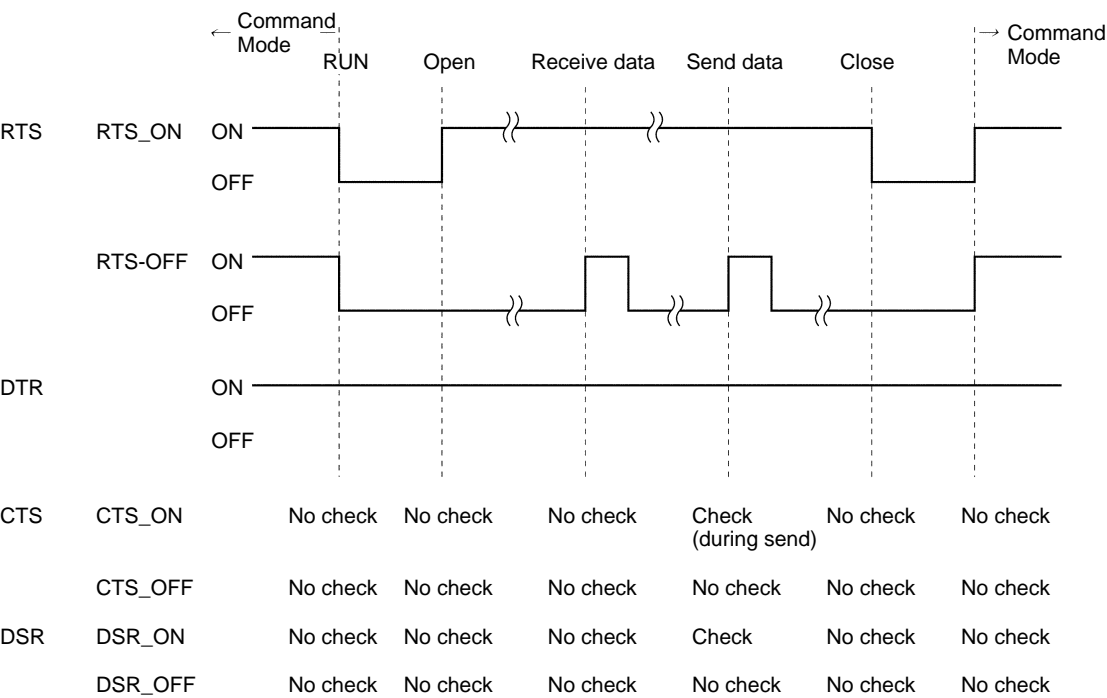 ← Command Mode
→ Command Mode
RUN Open Receive data Send data Close
RTS RTS_ON ON
OFF
RTS-OFF ON
OFF
DTR ON
OFF
CTS CTS_ON No check No check No check Check (during send) No check No check
CTS_OFF No check No check No check No check No check No check
DSR DSR_ON No check No check No check Check No check No check
DSR_OFF No check No check No check No check No check No check